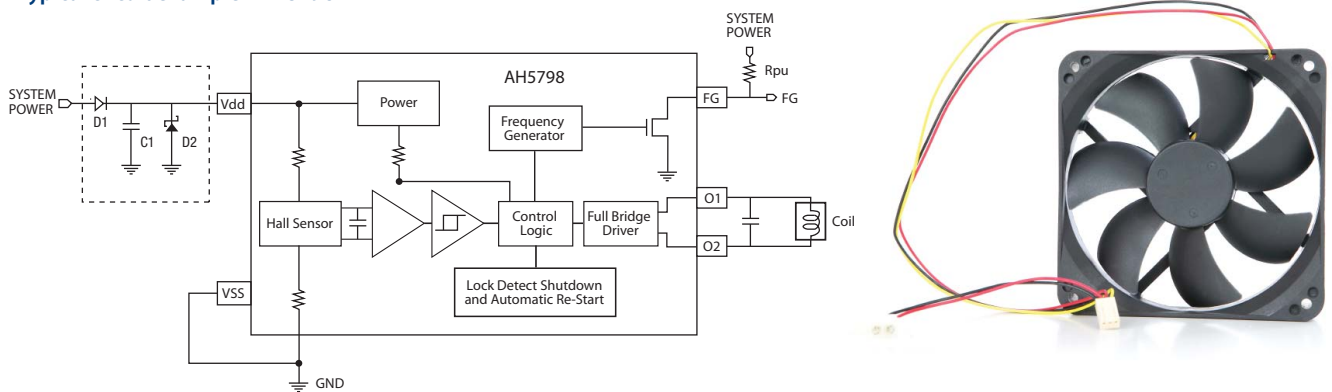 SYSTEM
POWER
D1
C1
D2
Vdd
AH5798
Power
Frequency
Generator
SYSTEM
POWER
Rpu
FG
FG
Hall Sensor
Control
Logic
Full Bridge
Driver
O1
O2
Coil
Lock Detect Shutdown
and Automatic Re-Start
VSS
GND